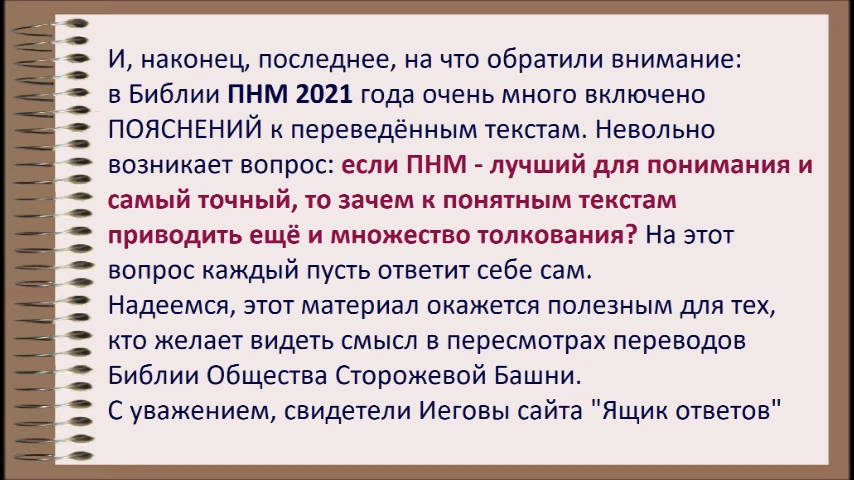 И, наконец, последнее, на что обратили внимание:
в Библии ПНМ 2021 года очень много включено
ПОЯСНЕНИЙ к переведённым текстам. Невольно
возникает вопрос: если ПНМ - лучший для понимания и
самый точный, то зачем к понятным текстам
приводить ещё и множество толкования? На этот
вопрос каждый пусть ответит себе сам.
Надеемся, этот материал окажется полезным для тех,
кто желает видеть смысл в пересмотрах переводов
Библии Общества Сторожевой Башни.
С уважением, свидетели Иеговы сайта "Ящик ответов"